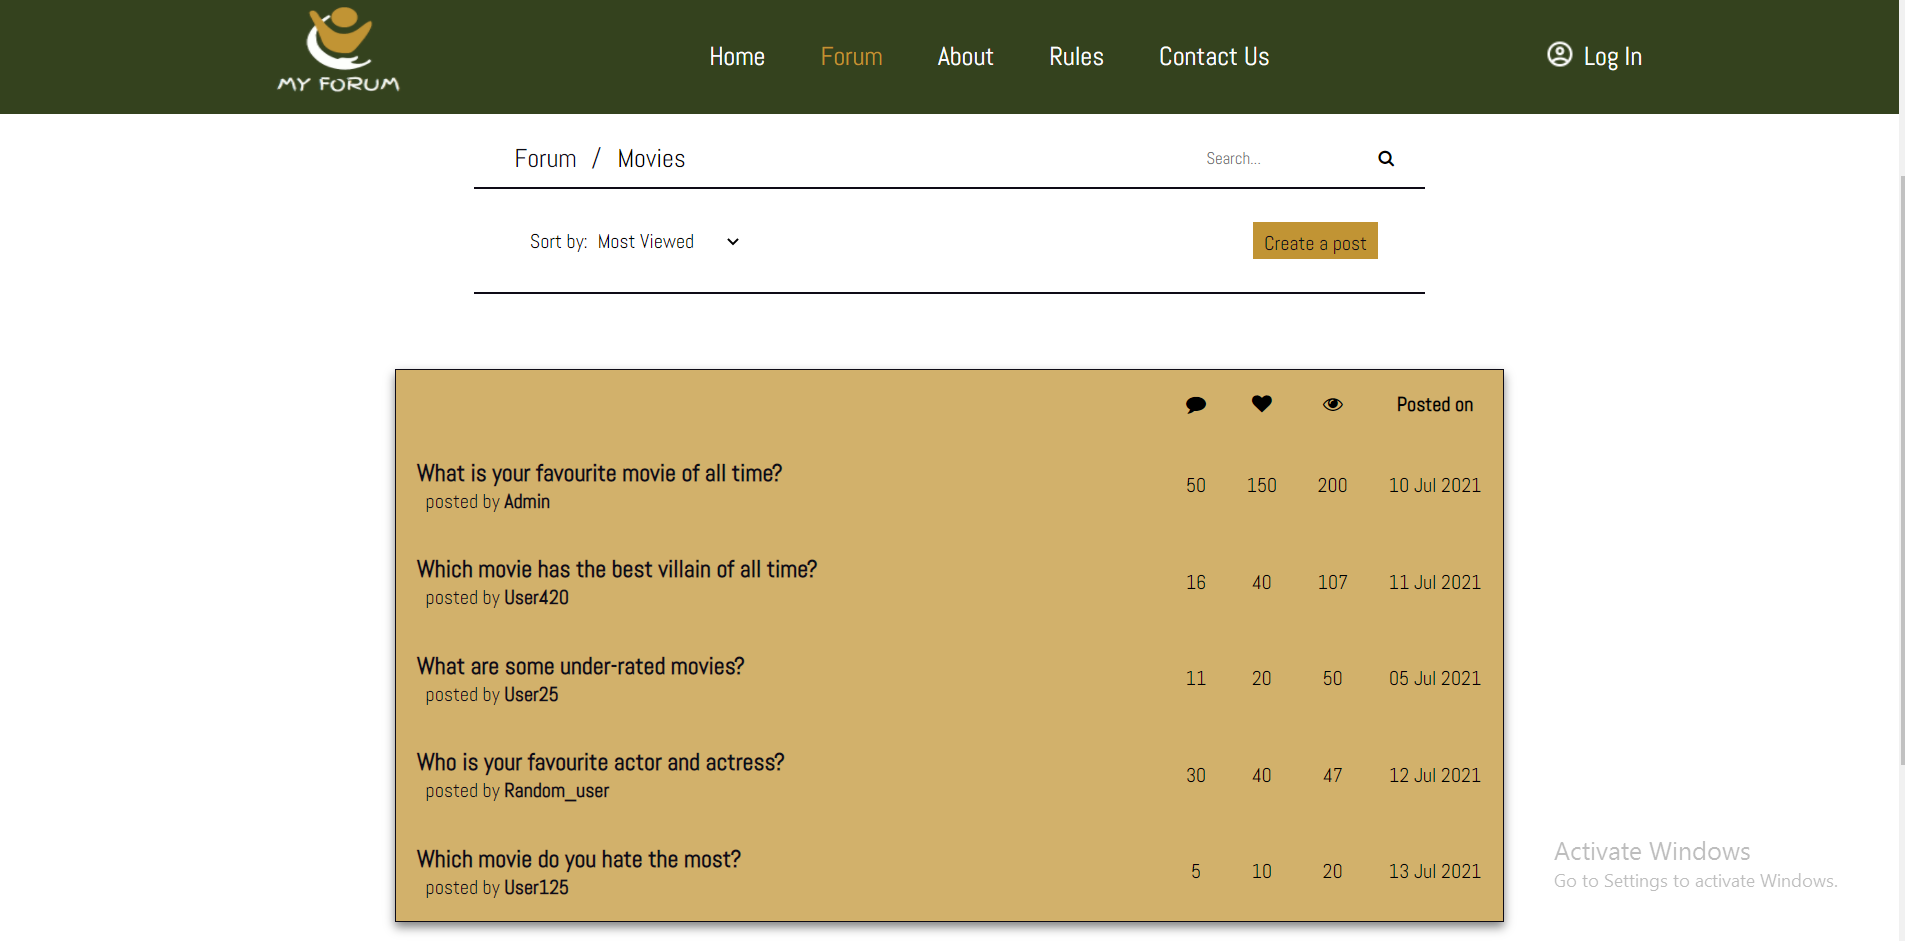 MY FORUM
Home Forum About Rules Contact Us Log In
Forum / Movies Search...
Sort by: Most Viewed Create a post
Posted on
What is your favourite movie of all time?
posted by Admin
50 150 200 10 Jul 2021
Which movie has the best villain of all time?
posted by User420
16 40 107 11 Jul 2021
What are some under-rated movies?
posted by User25
11 20 50 05 Jul 2021
Who is your favourite actor and actress?
posted by Random_user
30 40 47 12 Jul 2021
Which movie do you hate the most?
posted by User125
5 10 20 13 Jul 2021
Activate Windows
Go to Settings to activate Windows.